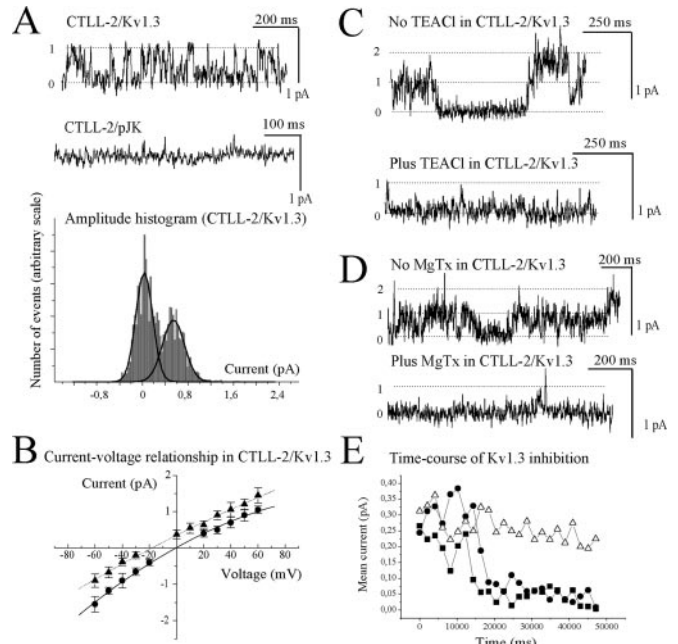 A
CTLL-2/Kv1.3
200 ms
1
0
1 pA
CTLL-2/pJK
100 ms
1 pA
Amplitude histogram (CTLL-2/Kv1.3)
Number of events (arbitrary scale)
Current (pA)
-0,8 0 0,8 1,6 2,4
B Current-voltage relationship in CTLL-2/Kv1.3
Current (pA)
2
1
-1
-2
-80 -60 -40 -20 0 20 40 60 80
Voltage (mV)
C
No TEACl in CTLL-2/Kv1.3
250 ms
2
1
0
1 pA
Plus TEACl in CTLL-2/Kv1.3
250 ms
1
0
1 pA
D
No MgTx in CTLL-2/Kv1.3
200 ms
2
1
0
1 pA
Plus MgTx in CTLL-2/Kv1.3
200 ms
1
0
1 pA
E Time-course of Kv1.3 inhibition
Mean current (pA)
0,40
0,35
0,30
0,25
0,20
0,15
0,10
0,05
0,00
0 10000 20000 30000 40000 50000
Time (ms)